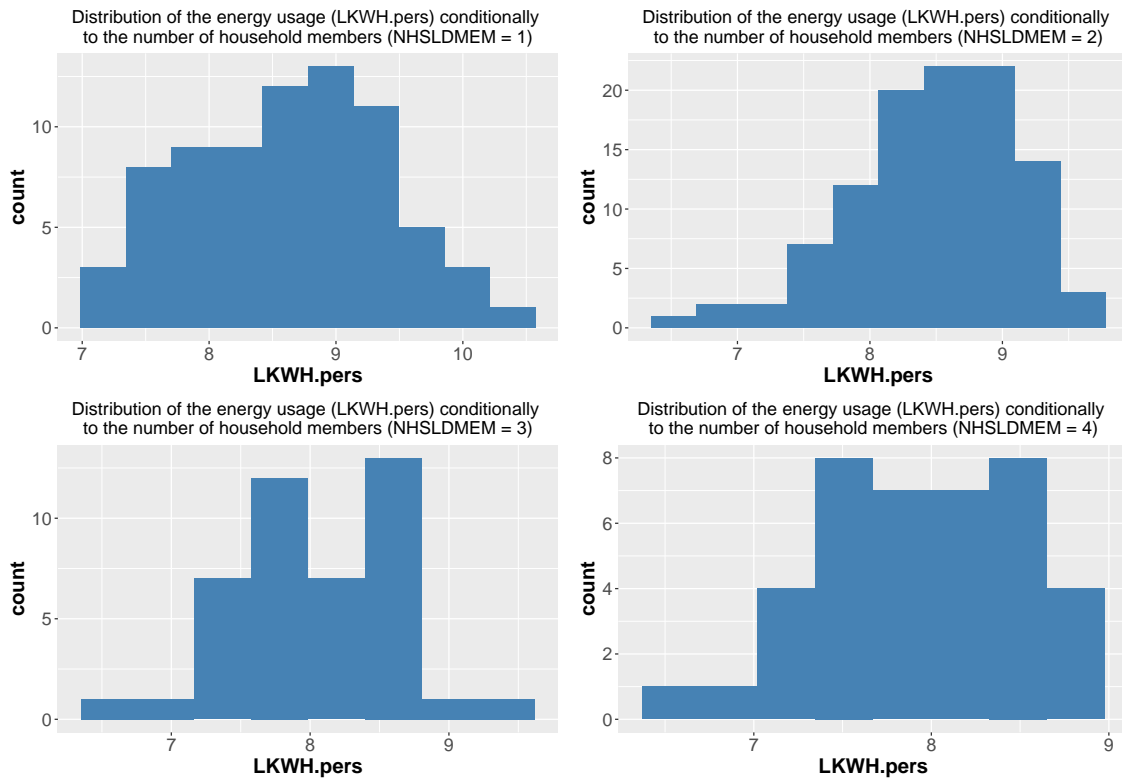 Distribution of the energy usage (LKWH.pers) conditionally
to the number of household members (NHSLDMEM = 1)
10
5
0
7
8
9
10
count
LKWH.pers
Distribution of the energy usage (LKWH.pers) conditionally
to the number of household members (NHSLDMEM = 2)
20
15
10
5
0
7
8
9
count
LKWH.pers
Distribution of the energy usage (LKWH.pers) conditionally
to the number of household members (NHSLDMEM = 3)
10
5
0
7
8
9
count
LKWH.pers
Distribution of the energy usage (LKWH.pers) conditionally
to the number of household members (NHSLDMEM = 4)
8
6
4
2
0
7
8
9
count
LKWH.pers